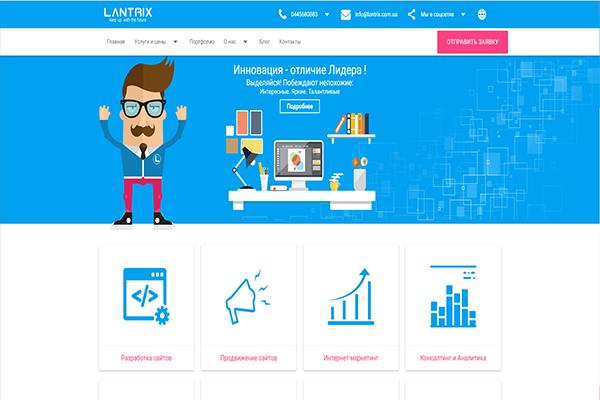 LANTRIX
keep up with the future
0445680883
info@lantrix.com.ua
Мы в соцсетях
Главная
Услуги и цены
Портфолио
О нас
Блог
Контакты
ОТПРАВИТЬ ЗАЯВКУ
Инновация - отличие Лидера !
Выделяйся! Побеждают непохожие:
Интересные. Яркие. Талантливые
Подробнее
L
Разработка сайтов
Продвижение сайтов
Интернет-маркетинг
Консалтинг и Аналитика